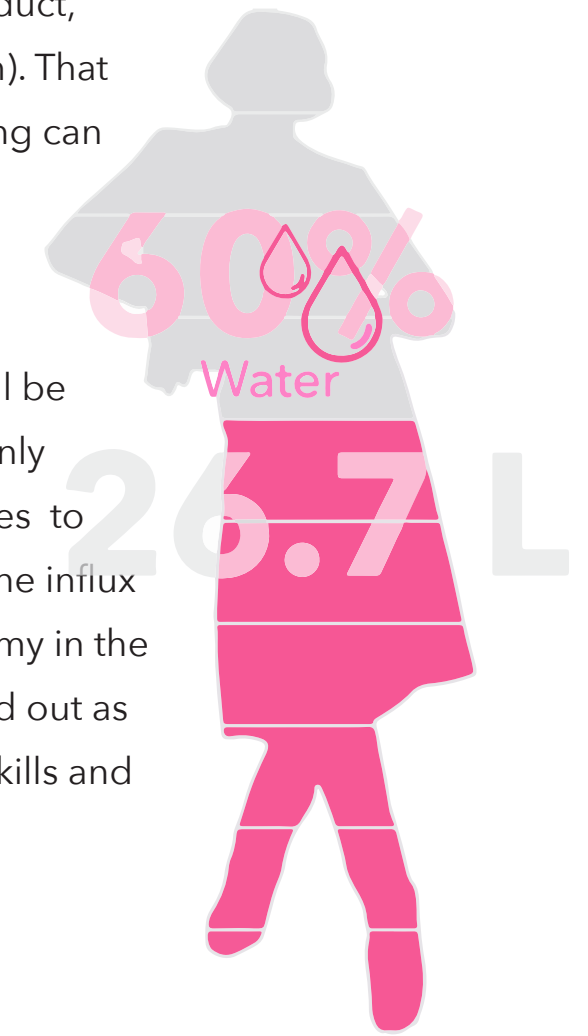 duct,
n). That
ng can
60%
Water
l be
nly
26.7 L
es to
he influx
my in the
d out as
kills and